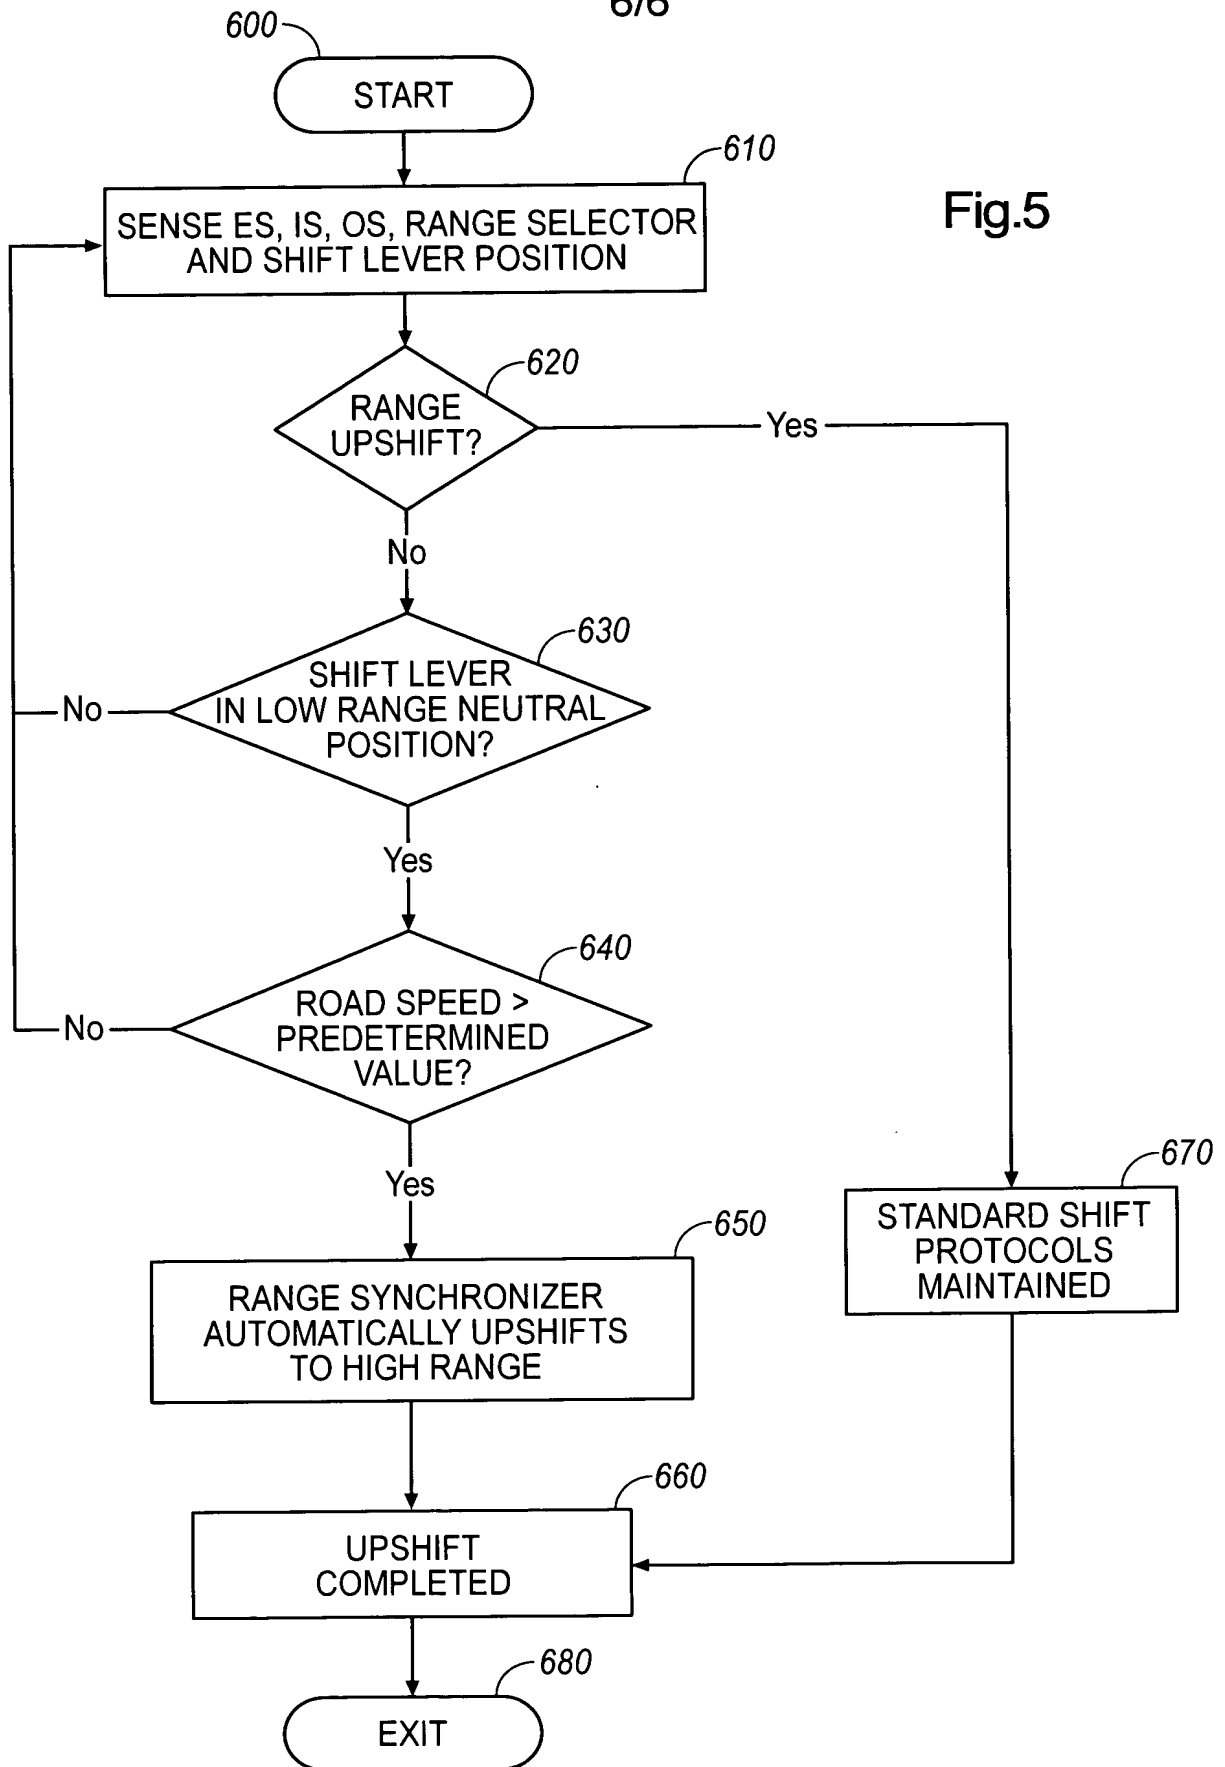 6/6
600
START
610
Fig.5
SENSE ES, IS, OS, RANGE SELECTOR
AND SHIFT LEVER POSITION
620
RANGE
UPSHIFT?
Yes
No
630
SHIFT LEVER
IN LOW RANGE NEUTRAL
POSITION?
No
Yes
640
ROAD SPEED >
PREDETERMINED
VALUE?
No
Yes
670
STANDARD SHIFT
PROTOCOLS
MAINTAINED
650
RANGE SYNCHRONIZER
AUTOMATICALLY UPSHIFTS
TO HIGH RANGE
660
UPSHIFT
COMPLETED
680
EXIT